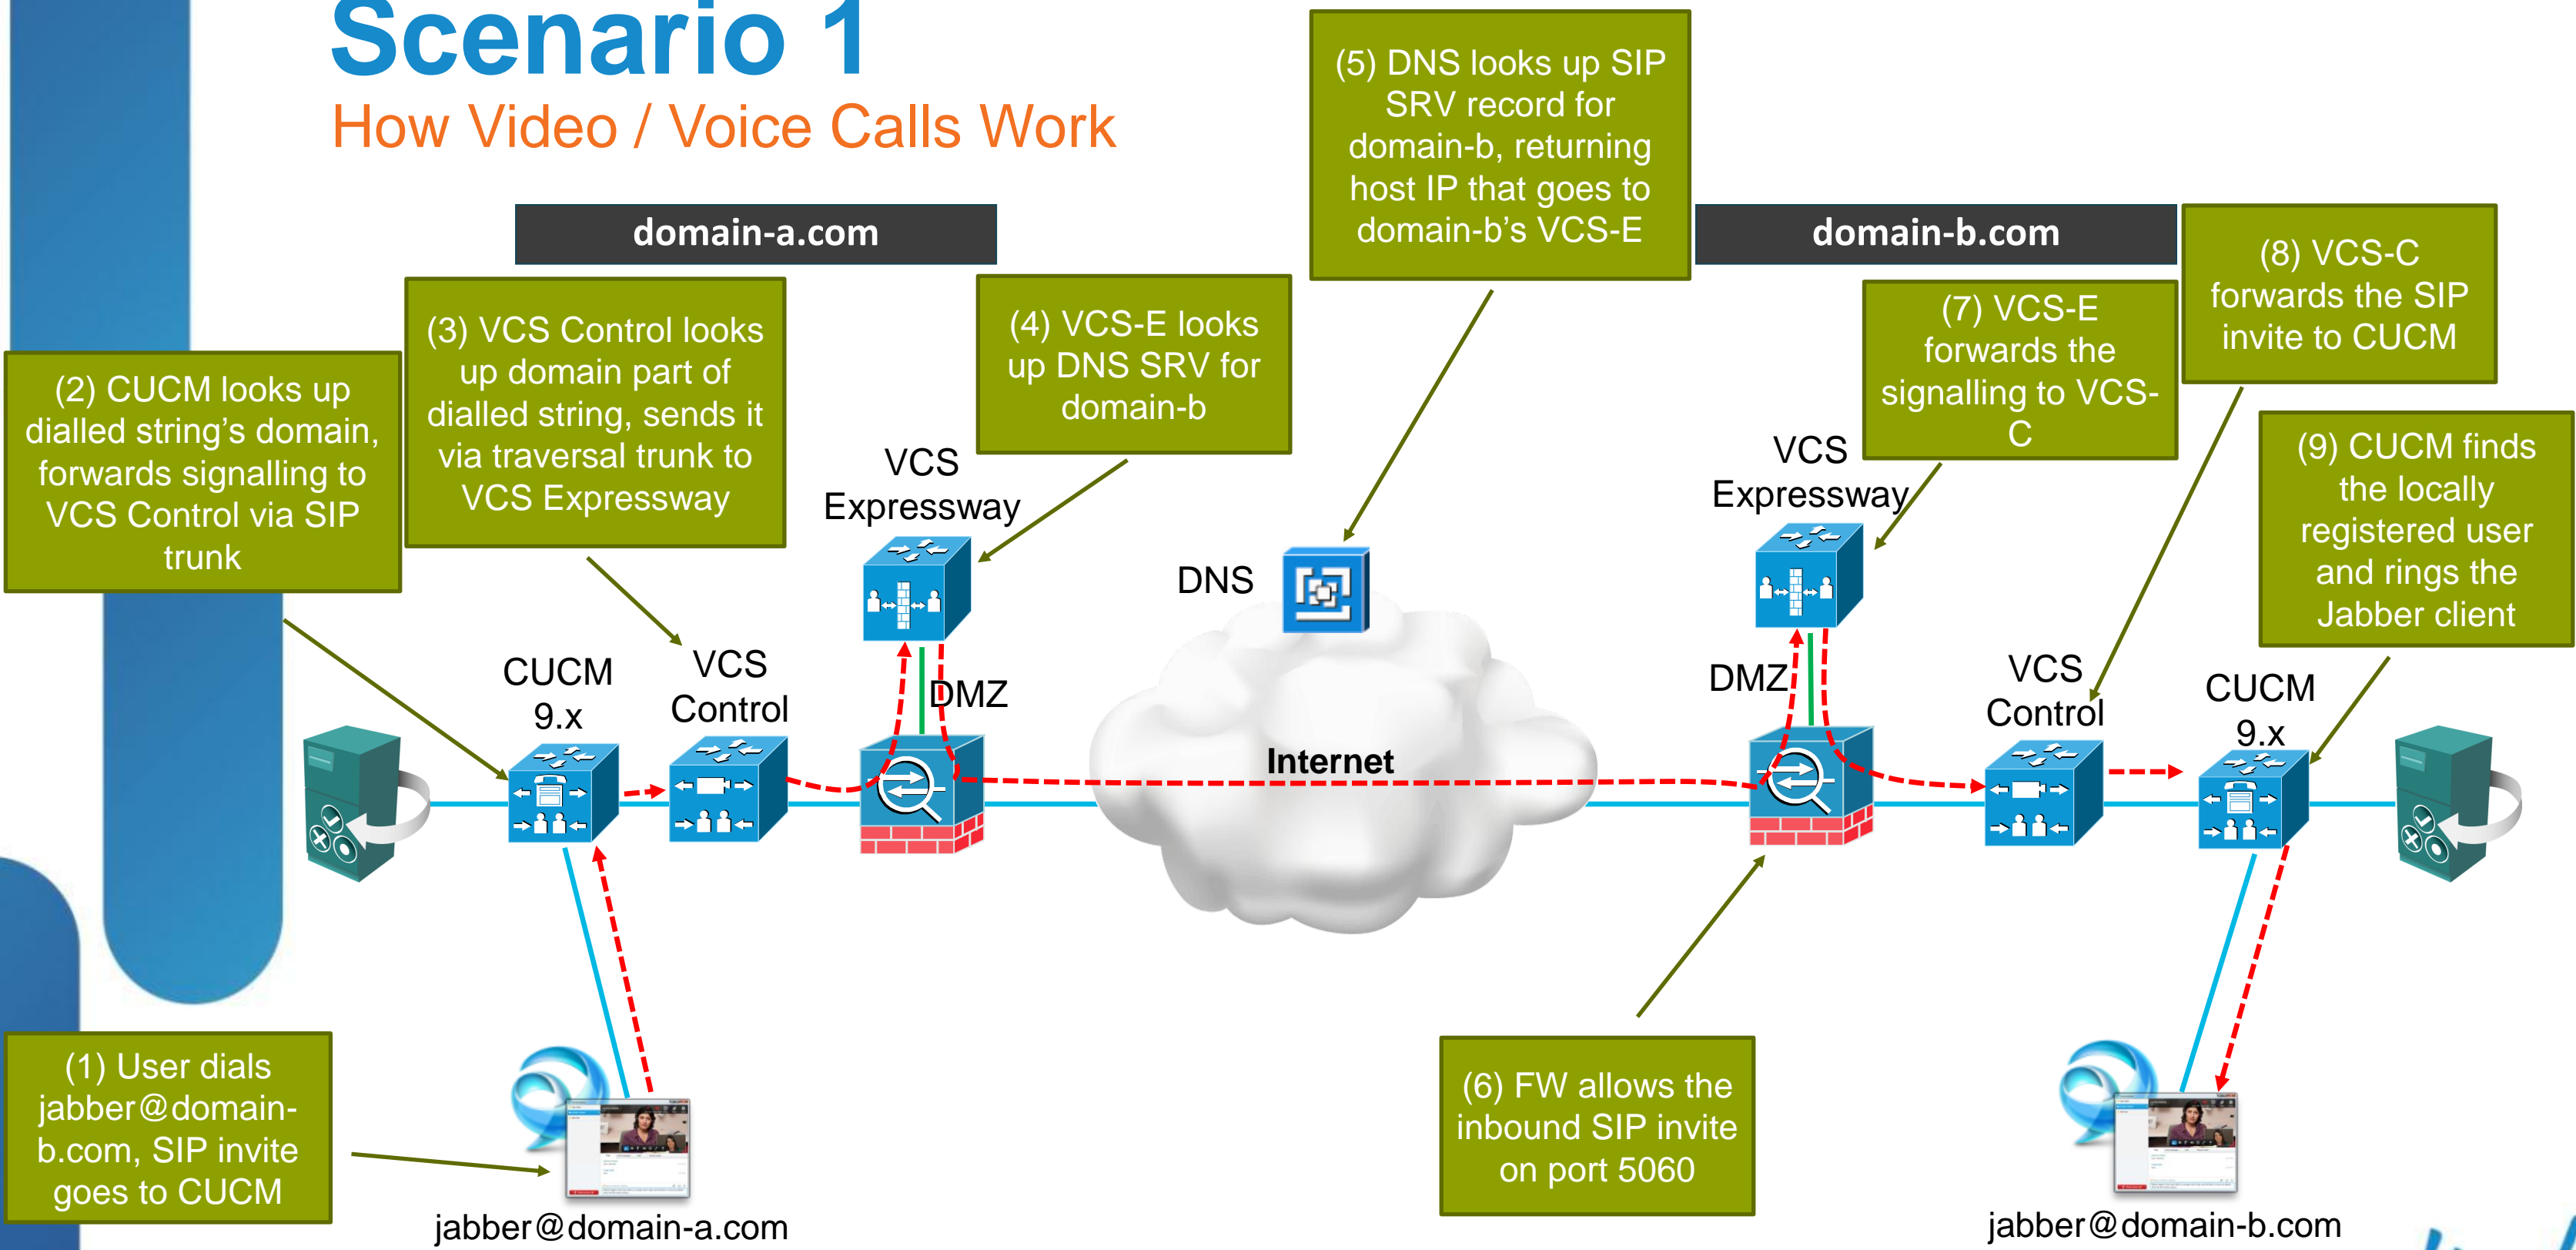 Scenario 1
How Video / Voice Calls Work
domain-a.com
domain-b.com
(1) User dials
jabber@domain-
b.com, SIP invite
goes to CUCM
(2) CUCM looks up
dialled string's domain,
forwards signalling to
VCS Control via SIP
trunk
(3) VCS Control looks
up domain part of
dialled string, sends it
via traversal trunk to
VCS Expressway
(4) VCS-E looks
up DNS SRV for
domain-b
(5) DNS looks up SIP
SRV record for
domain-b, returning
host IP that goes to
domain-b's VCS-E
(6) FW allows the
inbound SIP invite
on port 5060
(7) VCS-E
forwards the
signalling to VCS-
C
(8) VCS-C
forwards the SIP
invite to CUCM
(9) CUCM finds
the locally
registered user
and rings the
Jabber client
CUCM
9.x
VCS
Control
VCS
Expressway
DMZ
DNS
Internet
VCS
Expressway
DMZ
VCS
Control
CUCM
9.x
jabber@domain-a.com
jabber@domain-b.com